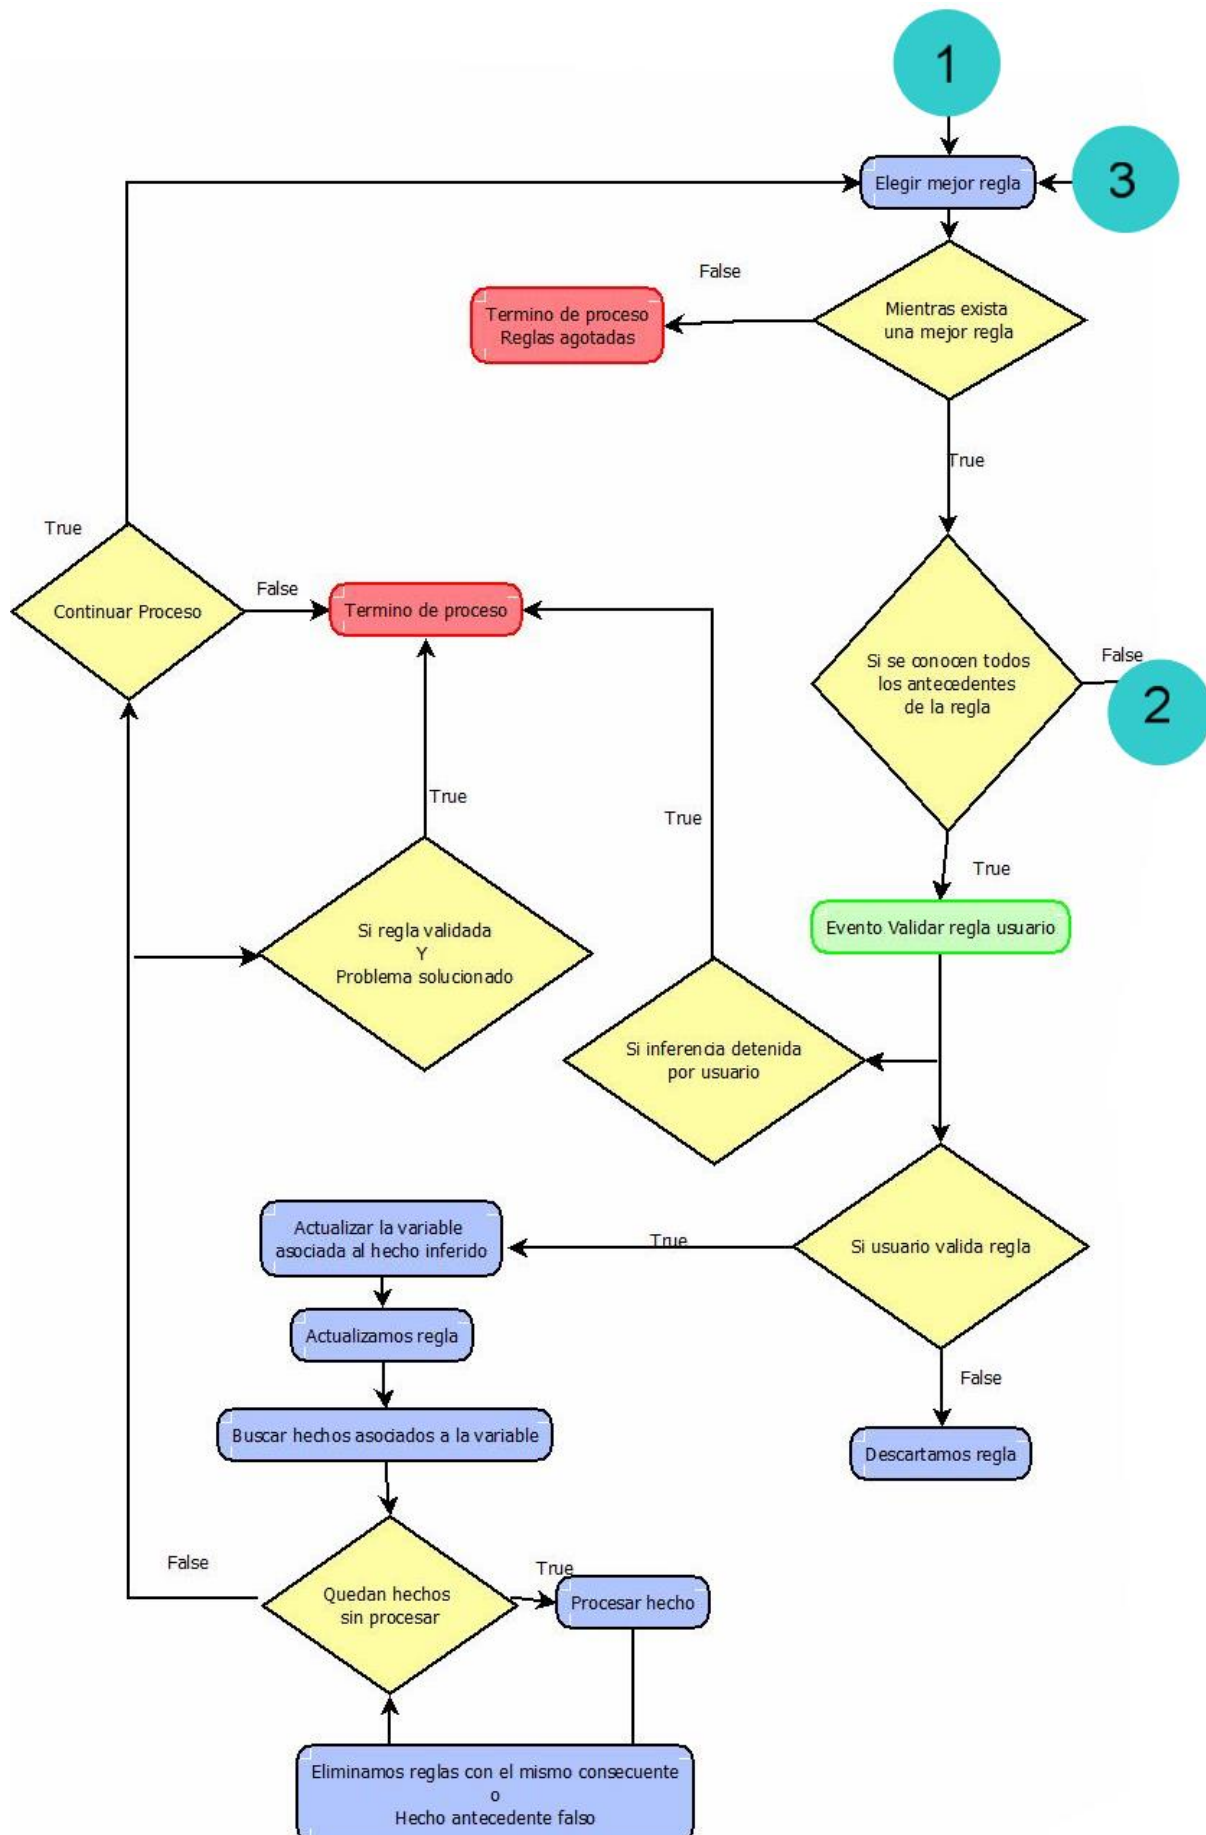 1
Elegir mejor regla
3
False
Mientras exista
una mejor regla
Termino de proceso
Reglas agotadas
True
True
Continuar Proceso
False
Termino de proceso
Si se conocen todos
los antecedentes
de la regla
False
2
True
True
True
Evento Validar regla usuario
Si regla validada
Y
Problema solucionado
Si inferencia detenida
por usuario
Actualizar la variable
asociada al hecho inferido
True
Si usuario valida regla
Actualizamos regla
False
Buscar hechos asociados a la variable
Descartamos regla
False
True
Quedan hechos
sin procesar
Procesar hecho
Eliminamos reglas con el mismo consecuente
o
Hecho antecedente falso